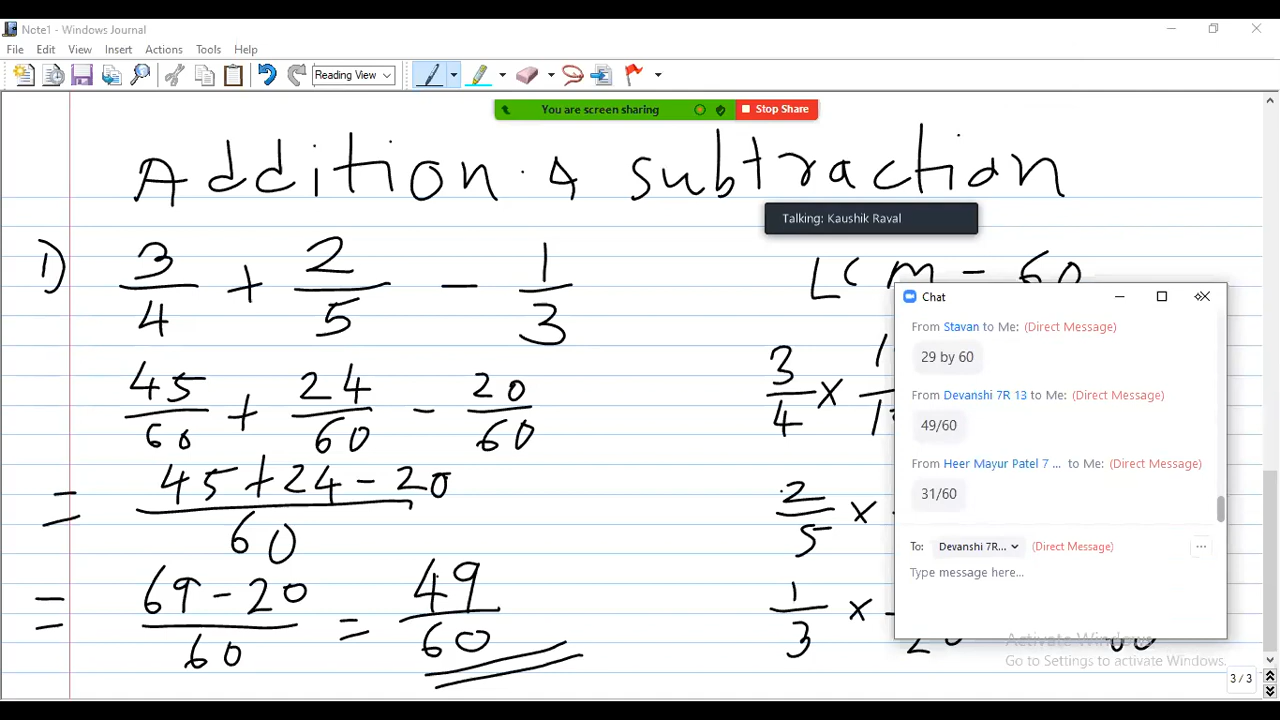 Note1 - Windows Journal
File Edit View Insert Actions Tools Help
Reading View
You are screen sharing Stop Share
Addition & subtraction
Talking: Kaushik Raval
1) 3/4 + 2/5 - 1/3
LCM - 60
45/60 + 24/60 - 20/60
3/4 ×
= 45+24-20/60
2/5 ×
= 69-20/60 = 49/60
1/3 ×
Chat
From Stavan to Me: (Direct Message)
29 by 60
From Devanshi 7R 13 to Me: (Direct Message)
49/60
From Heer Mayur Patel 7 ... to Me: (Direct Message)
31/60
To: Devanshi 7R... (Direct Message)
Type message here...
Activate Windows
Go to Settings to activate Windows.
3 / 3